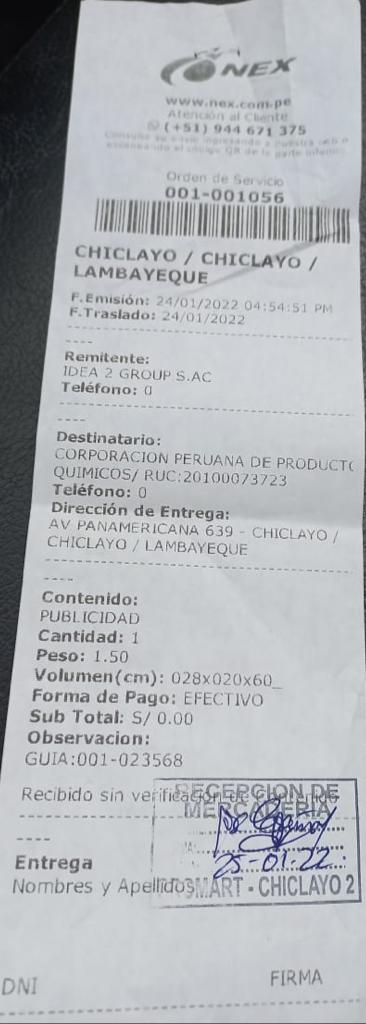 NEX
www.nex.com.pe
Atención al Cliente
(+51) 944 671 375
Orden de Servicio
001-001056
CHICLAYO / CHICLAYO /
LAMBAYEQUE
F.Emisión: 24/01/2022 04:54:51 PM
F.Traslado: 24/01/2022
----
Remitente:
IDEA 2 GROUP S.AC
Teléfono: 0
----
Destinatario:
CORPORACION PERUANA DE PRODUCTO
QUIMICOS/ RUC:20100073723
Teléfono: 0
Dirección de Entrega:
AV PANAMERICANA 639 - CHICLAYO /
CHICLAYO / LAMBAYEQUE
----
Contenido:
PUBLICIDAD
Cantidad: 1
Peso: 1.50
Volumen(cm): 028x020x60_
Forma de Pago: EFECTIVO
Sub Total: S/ 0.00
Observacion:
GUIA:001-023568
Recibido sin verificación de contenido
RECEPCION DE
MERCADERIA
----
25-01-22
Entrega
Nombres y Apellidos
MART - CHICLAYO 2
DNI FIRMA